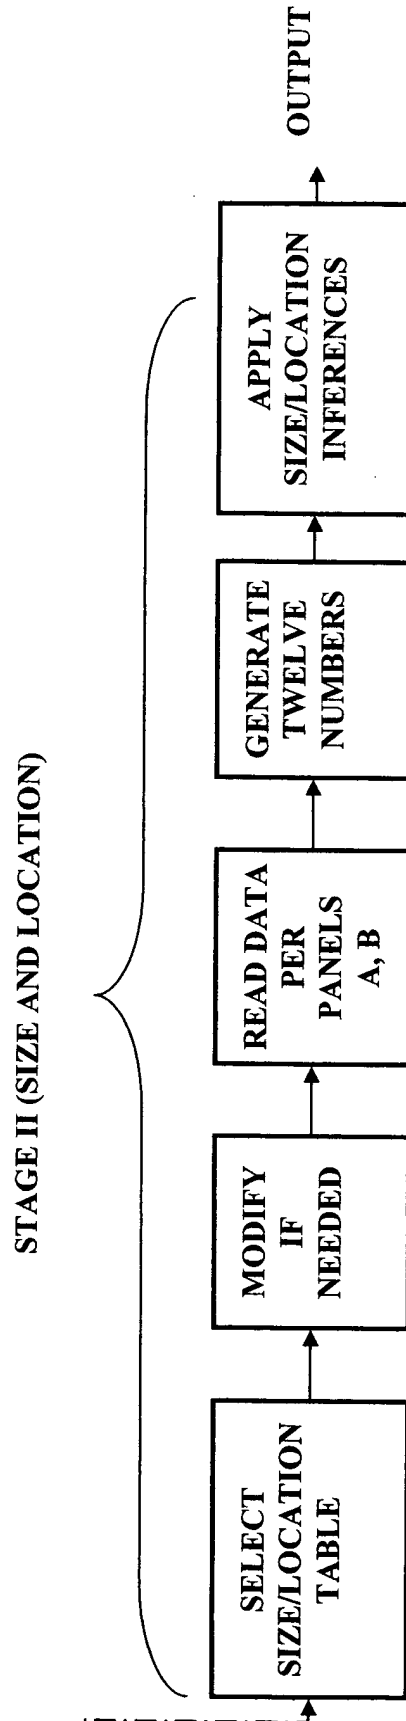 STAGE II (SIZE AND LOCATION)
SELECT
SIZE/LOCATION
TABLE
MODIFY
IF
NEEDED
READ DATA
PER
PANELS
A, B
GENERATE
TWELVE
NUMBERS
APPLY
SIZE/LOCATION
INFERENCES
OUTPUT